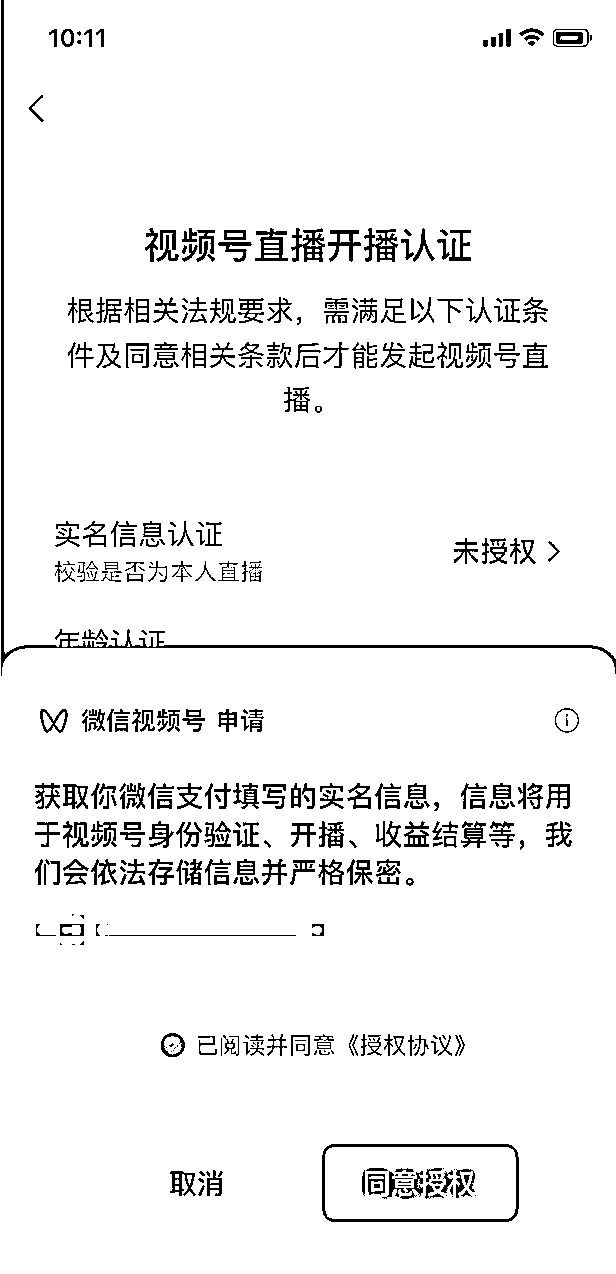 10:11
视频号直播开播认证
根据相关法规要求，需满足以下认证条
件及同意相关条款后才能发起视频号直
播。
实名信息认证
未授权
校验是否为本人直播
年龄认证
微信视频号 申请
获取你微信支付填写的实名信息，信息将用
于视频号身份验证、开播、收益结算等，我
们会依法存储信息并严格保密。
已阅读并同意《授权协议》
取消
同意授权